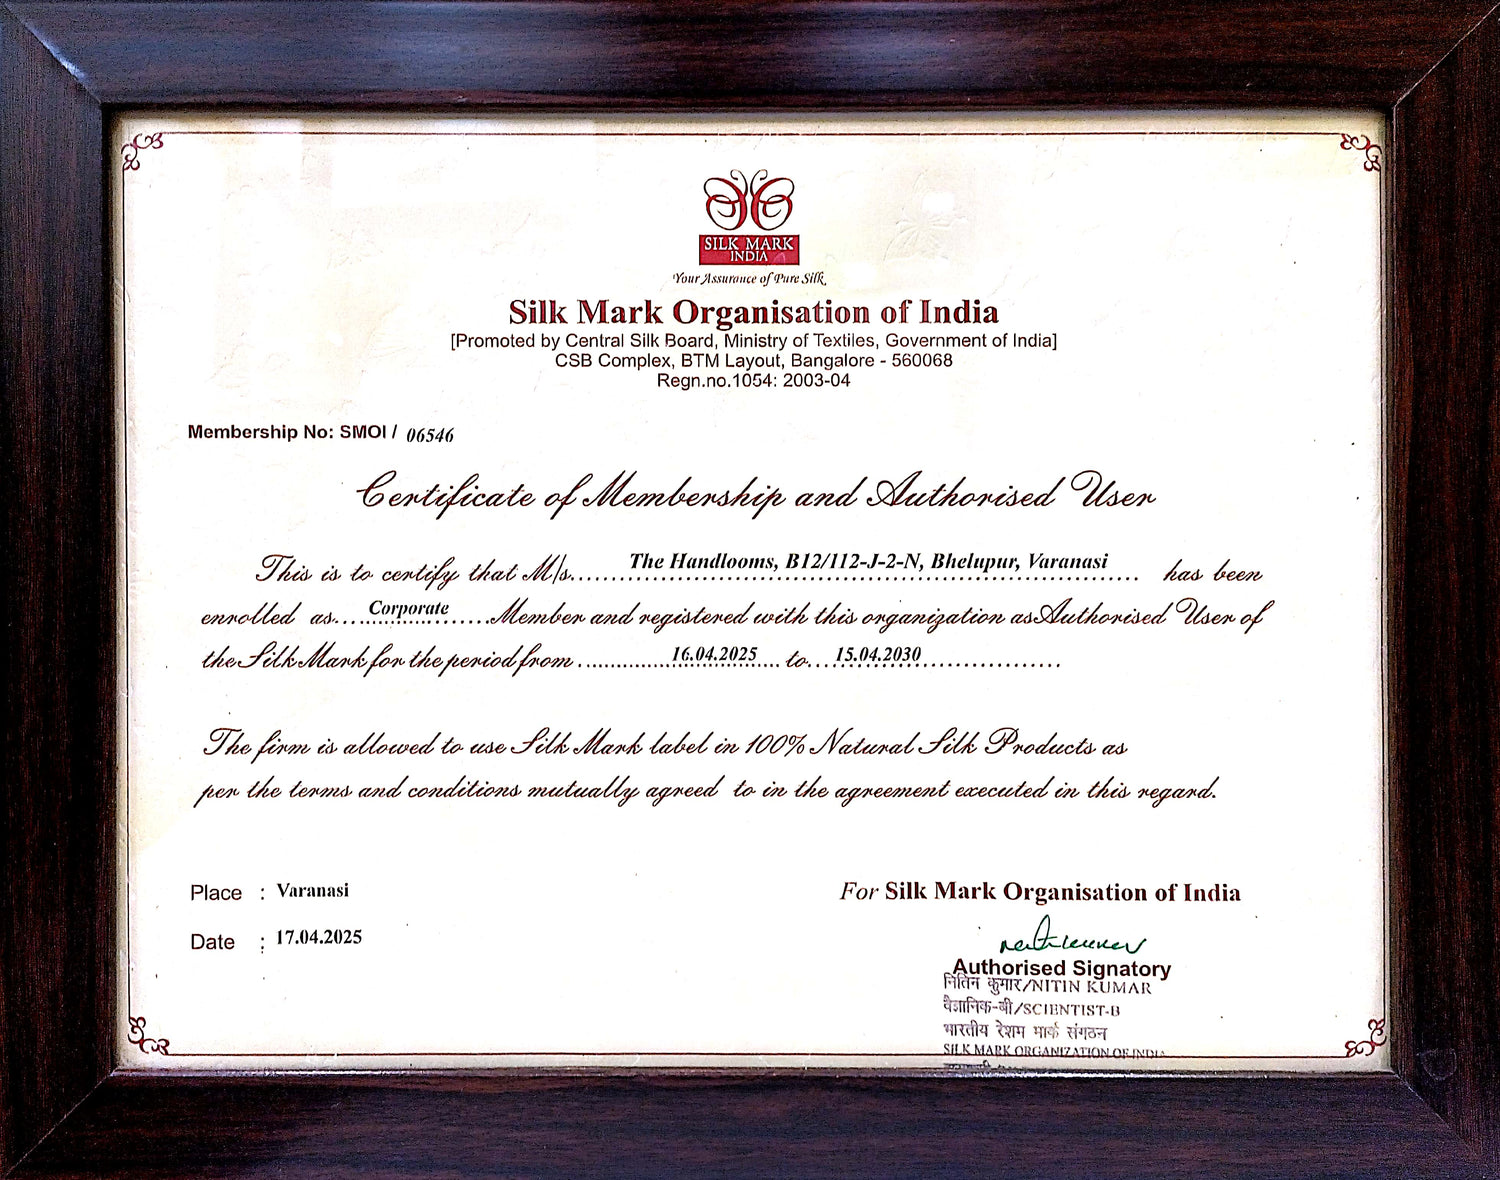 SILK MARK
INDIA
Your Assurance of Pure Silk.
Silk Mark Organisation of India
[Promoted by Central Silk Board, Ministry of Textiles, Government of India]
CSB Complex, BTM Layout, Bangalore - 560068
Regn.no.1054: 2003-04
Membership No: SMOI / 06546
Certificate of Membership and Authorised User
This is to certify that M/s. The Handlooms, B12/112-J-2-N, Bhelupur, Varanasi has been
enrolled as Corporate Member and registered with this organization as Authorised User of
the Silk Mark for the period from 16.04.2025 to 15.04.2030
The firm is allowed to use Silk Mark label in 100% Natural Silk Products as
per the terms and conditions mutually agreed to in the agreement executed in this regard.
Place : Varanasi
Date : 17.04.2025
For Silk Mark Organisation of India
Authorised Signatory
नितिन कुमार/NITIN KUMAR
वैज्ञानिक-बी/SCIENTIST-B
भारतीय रेशम मार्क संगठन
SILK MARK ORGANIZATION OF INDIA